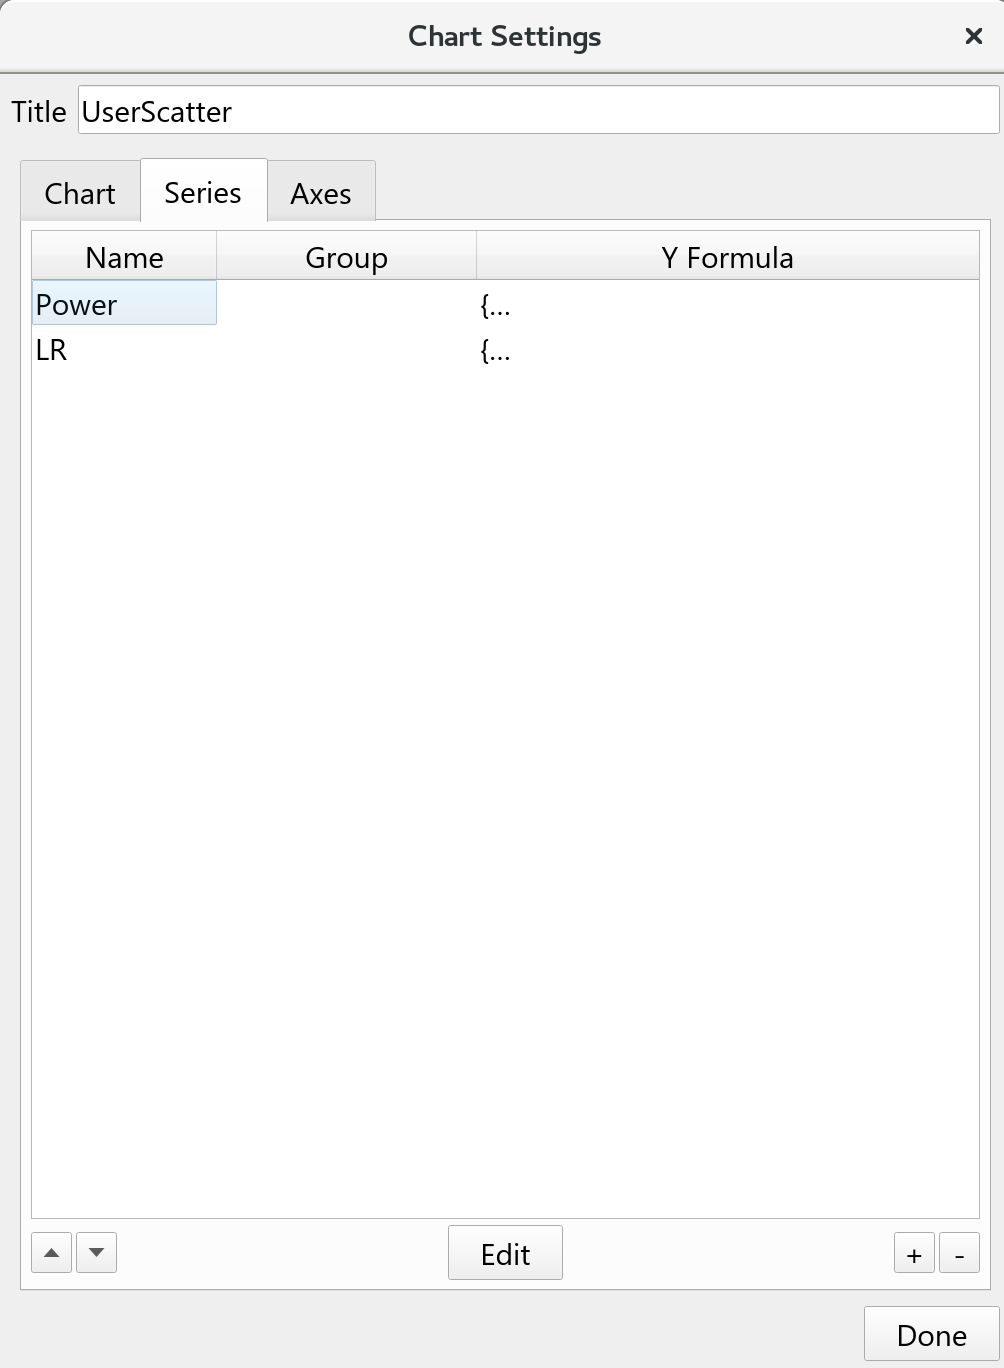 Chart Settings
Title UserScatter
Chart Series Axes
Name Group Y Formula
Power {...
LR {...
Edit + -
Done